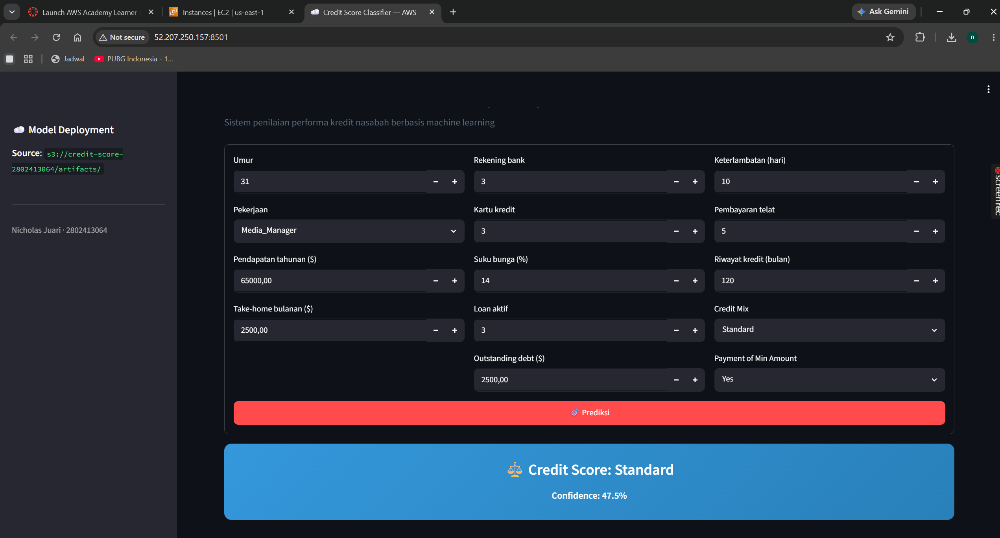 Launch AWS Academy Learner
Instances | EC2 | us-east-1
Credit Score Classifier — AWS
Ask Gemini
Not secure
52.207.250.157:8501
n
Jadwal
PUBG Indonesia - 1...
Model Deployment
Source: s3://credit-score-
2802413064/artifacts/
Nicholas Juari · 2802413064
Sistem penilaian performa kredit nasabah berbasis machine learning
Umur
31
Pekerjaan
Media_Manager
Pendapatan tahunan ($)
65000,00
Take-home bulanan ($)
2500,00
Rekening bank
3
Kartu kredit
3
Suku bunga (%)
14
Loan aktif
3
Outstanding debt ($)
2500,00
Keterlambatan (hari)
10
Pembayaran telat
5
Riwayat kredit (bulan)
120
Credit Mix
Standard
Payment of Min Amount
Yes
Prediksi
Credit Score: Standard
Confidence: 47.5%
screenrec